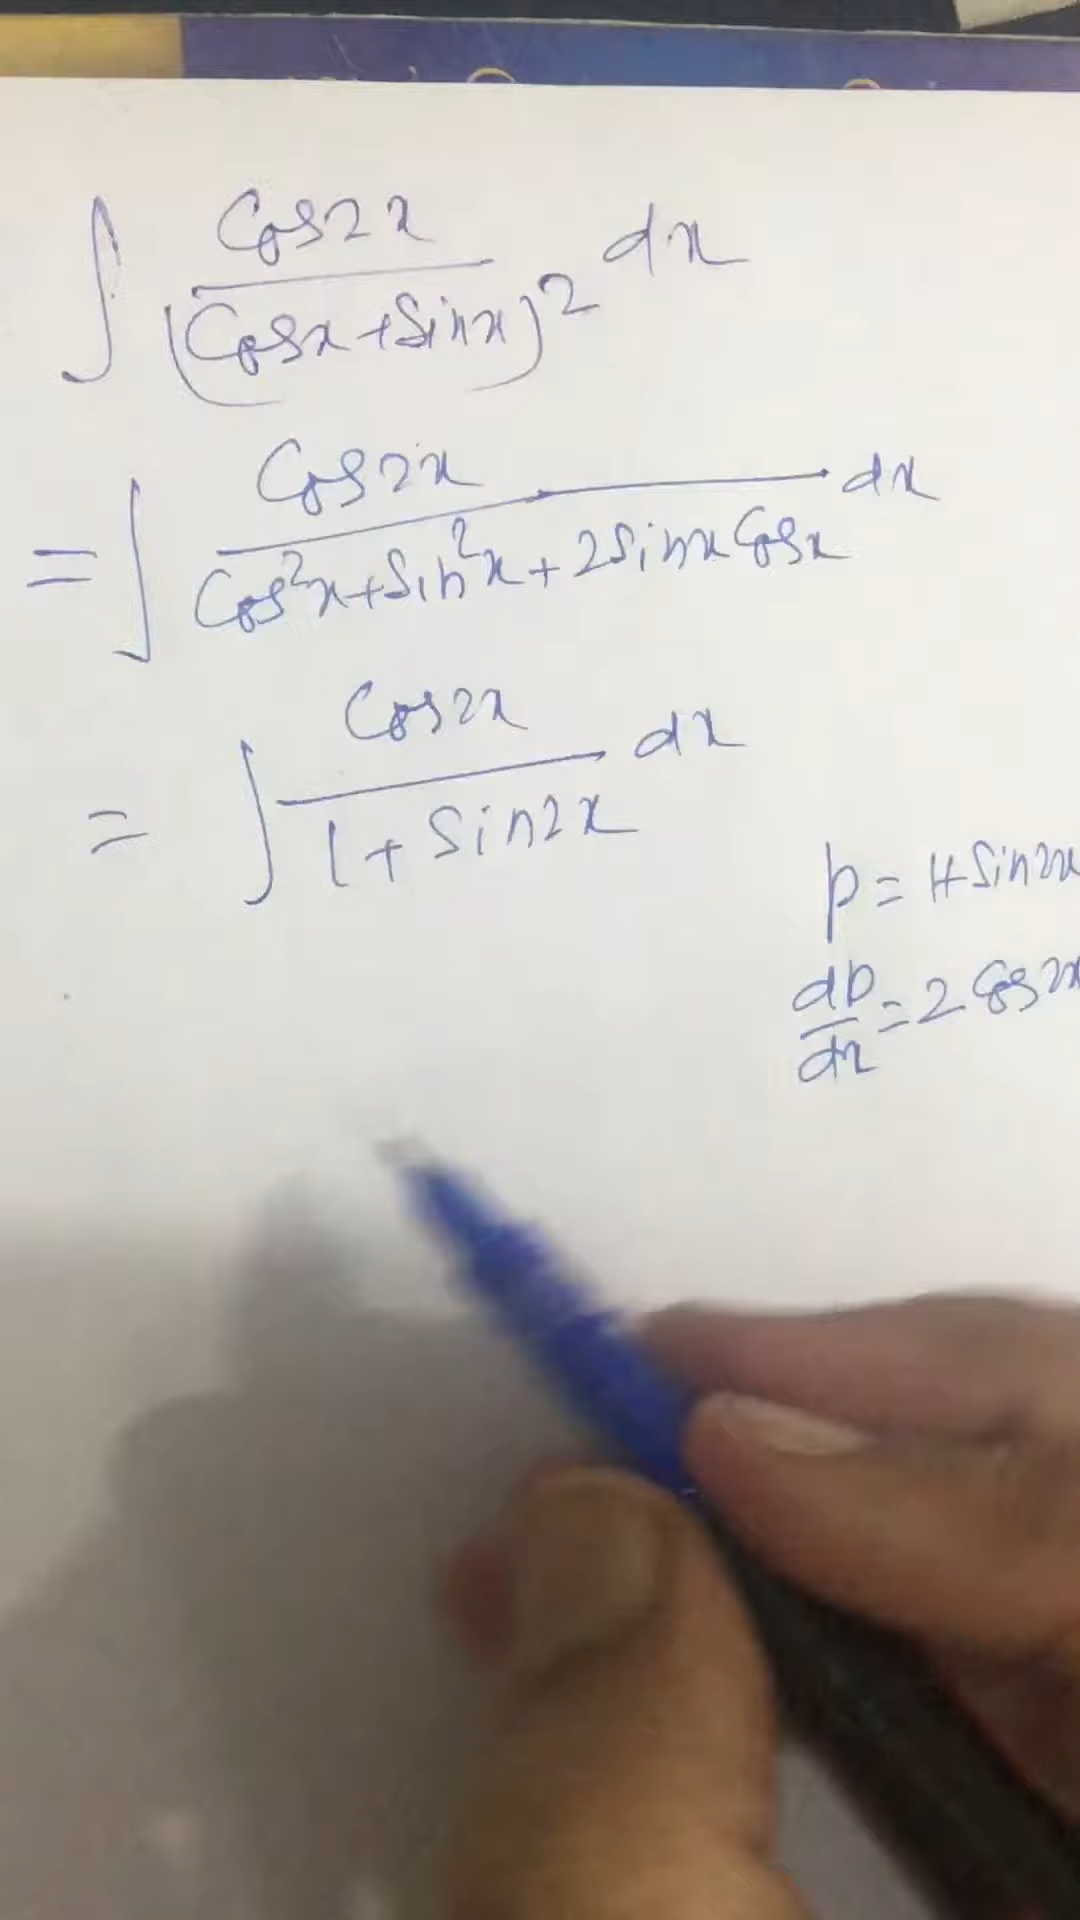 ∫ Cos2x/(Cosx+Sinx)² dx
= ∫ Cos2x/Cos²x+Sin²x+2SinxCosx dx
= ∫ Cos2x/1+Sin2x dx
p = 1+Sin2x
dp/dx = 2Cos2x